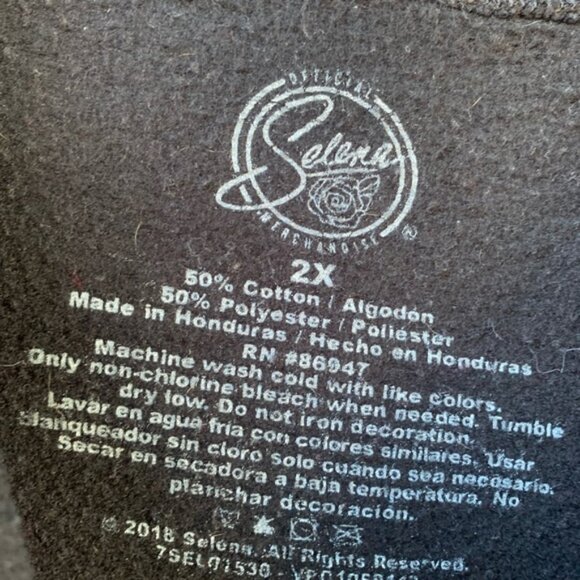 OFFICIAL
Selena
MERCHANDISE
®
2X
50% Cotton / Algodón
50% Polyester / Poliester
Made in Honduras / Hecho en Honduras
RN #86947
Machine wash cold with like colors.
Only non-chlorine bleach when needed. Tumble
dry low. Do not iron decoration.
Lavar en agua fria con colores similares. Usar
blanqueador sin cloro solo cuando sea necesario.
Secar en secadora a baja temperatura. No
planchar decoración.
© 2018 Selena. All Rights Reserved.
7SEL01530